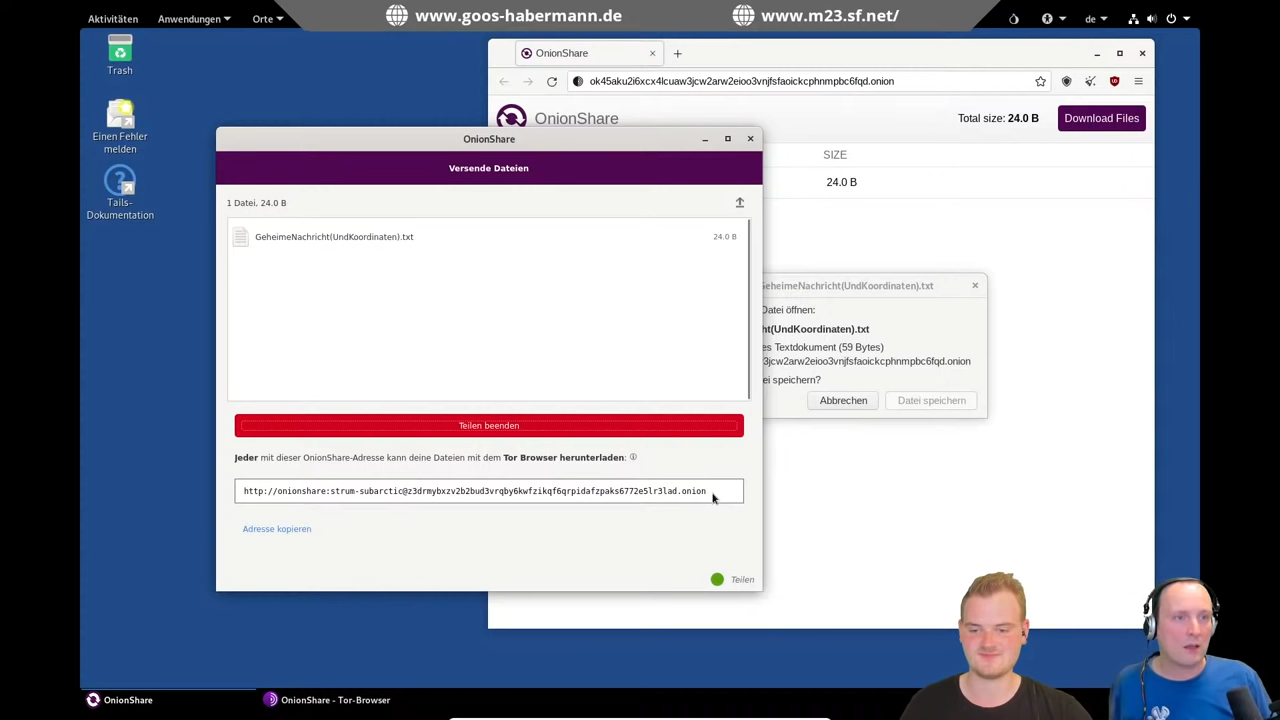 Aktivitäten
Anwendungen
Orte
www.goos-habermann.de
www.m23.sf.net/
de
Trash
Einen Fehler
melden
Tails-
Dokumentation
OnionShare
ok45aku2i6xcx4lcuaw3jcw2arw2eioo3vnjfsfaoickcphnmpbc6fqd.onion
OnionShare
Total size: 24.0 B
Download Files
SIZE
24.0 B
OnionShare
Versende Dateien
1 Datei, 24.0 B
GeheimeNachricht(UndKoordinaten).txt
24.0 B
Teilen beenden
Jeder mit dieser OnionShare-Adresse kann deine Dateien mit dem Tor Browser herunterladen:
http://onionshare:strum-subarctic@z3drmybxzv2b2bud3vrqby6kwfzikqf6qrpidafzpaks6772e5lr3lad.onion
Adresse kopieren
Teilen
GeheimeNachricht(UndKoordinaten).txt
Datei öffnen:
ht(UndKoordinaten).txt
es Textdokument (59 Bytes)
3jcw2arw2eioo3vnjfsfaoickcphnmpbc6fqd.onion
ei speichern?
Abbrechen
Datei speichern
OnionShare
OnionShare - Tor-Browser